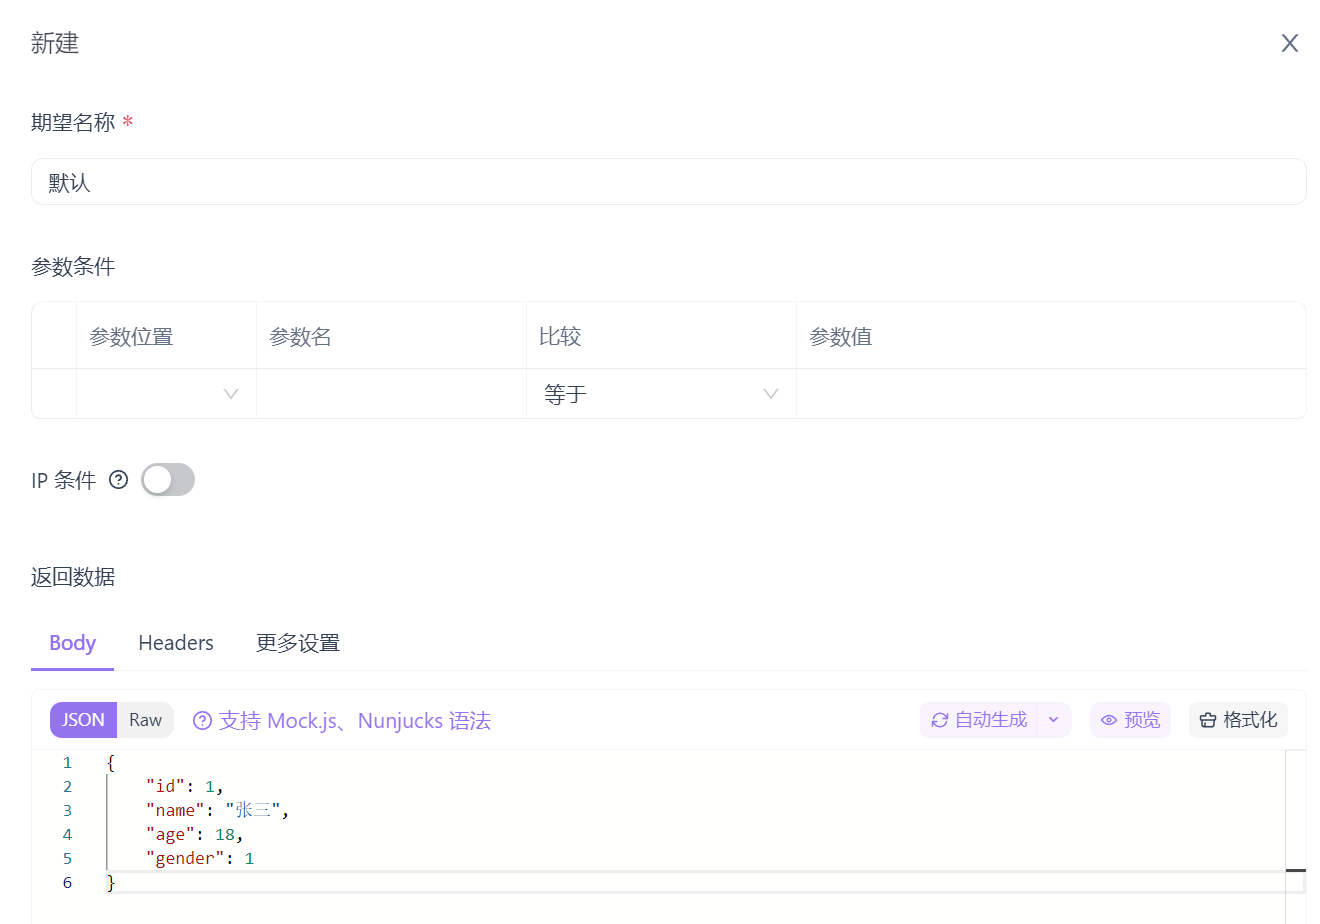 新建
期望名称 *
默认
参数条件
参数位置 参数名 比较 参数值
等于
IP 条件
返回数据
Body Headers 更多设置
JSON Raw 支持 Mock.js、Nunjucks 语法 自动生成 预览 格式化
1 {
2 "id": 1,
3 "name": "张三",
4 "age": 18,
5 "gender": 1
6 }